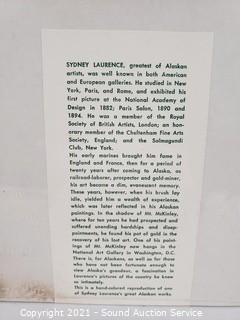 SYDNEY LAURENCE, greatest of Alaskan
artists, was well known in both American
and European galleries. He studied in New
York, Paris, and Rome, and exhibited his
first picture at the National Academy of
Design in 1882; Paris Salon, 1890 and
1894. He was a member of the Royal
Society of British Artists, London; an hon-
orary member of the Cheltenham Fine Arts
Society, England; and the Salmagundi
Club, New York.
His early marines brought him fame in
England and France, then for a period of
twenty years after coming to Alaska, as
railroad-laborer, prospector and gold-miner,
his art became a dim, evanescent memory.
These years, however, when his brush lay
idle, yielded him a wealth of experience,
which was later reflected in his Alaskan
paintings. In the shadow of Mt. McKinley,
where for ten years he had prospected and
suffered unending hardships and disap-
pointments, he found his pot of gold in the
recovery of his lost art. One of his paint-
ings of Mt. McKinley now hangs in the
National Art Gallery in Washington, D.C.
There is, for Alaskans, as well as for those
who have not been fortunate enough to
view Alaska's grandeur, a fascination in
Laurence's pictures of the country he knew
so intimately.
This is a hand-colored reproduction of one
of Sydney Laurence's great Alaskan works
Copyright 2021 - Sound Auction Service